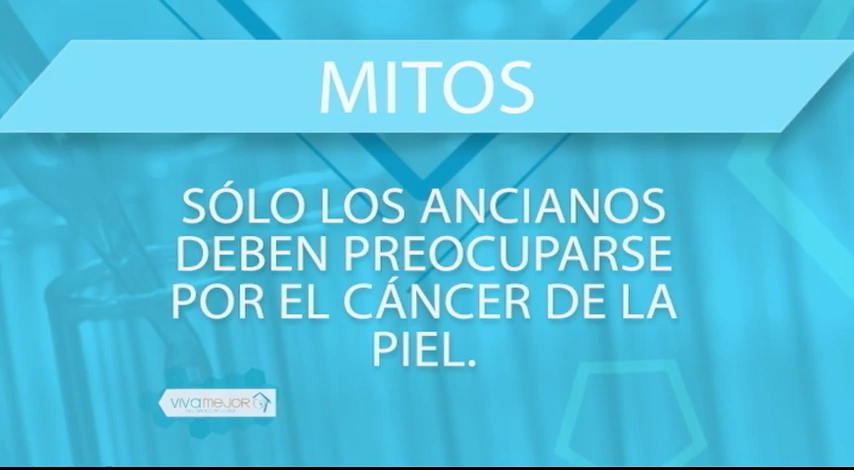 MITOS
SÓLO LOS ANCIANOS
DEBEN PREOCUPARSE
POR EL CÁNCER DE LA
PIEL.
vivamejor